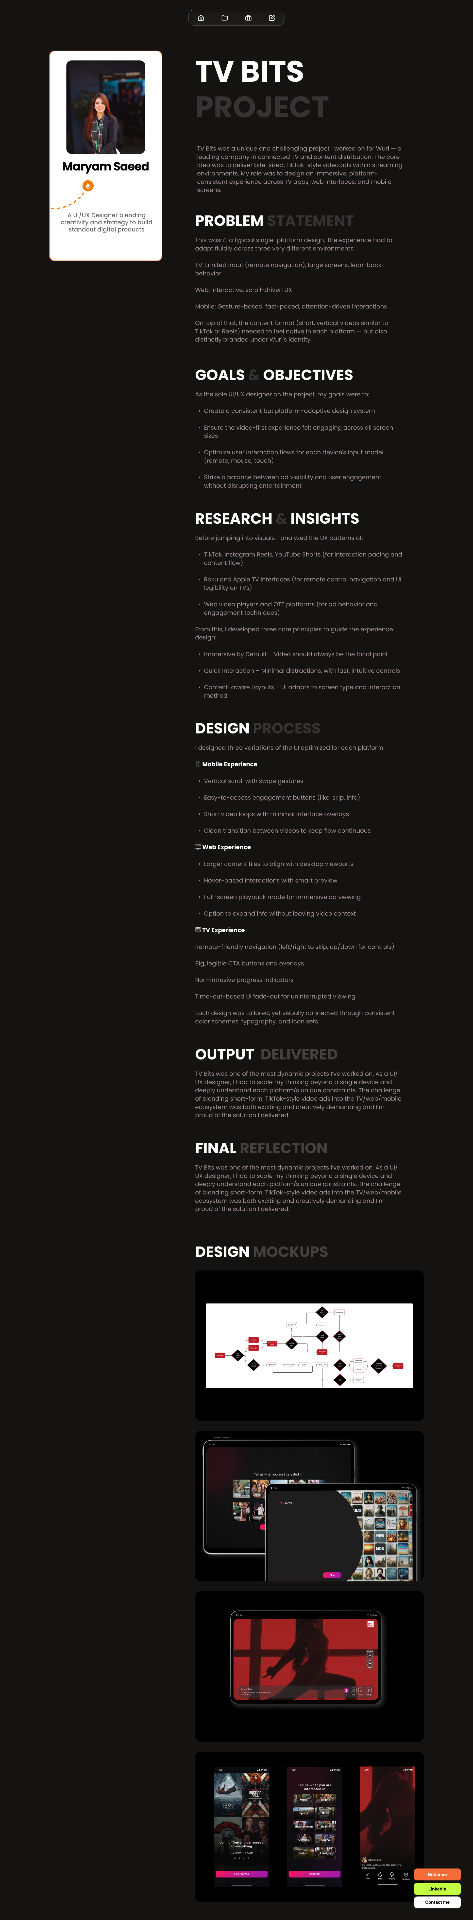 Maryam Saeed
A UI/UX Designer blending
creativity and strategy to build
standout digital products
TV BITS
PROJECT
TV Bits was a unique and challenging project I worked on for Wurl — a
leading company in connected TV and content distribution. The core
idea was to deliver bite-sized, TikTok-style video ads within streaming
environments. My role was to design an immersive, platform-
consistent experience across TV apps, web interfaces, and mobile
screens.
PROBLEM STATEMENT
This wasn't a typical single-platform design. The experience had to
adapt fluidly across three very different environments:
TV: Limited input (remote navigation), large screens, lean-back
behavior
Web: Interactive, scroll-driven UX
Mobile: Gesture-based, fast-paced, attention-driven interactions
On top of that, the content format (short, vertical videos similar to
TikTok or Reels) needed to feel native in each platform — but also
distinctly branded under Wurl's identity.
GOALS & OBJECTIVES
As the sole UI/UX designer on the project, my goals were to:
• Create a consistent but platform-adaptive design system
• Ensure the video-first experience felt engaging across all screen
sizes
• Optimize user interaction flows for each device's input model
(remote, mouse, touch)
• Strike a balance between ad visibility and user engagement —
without disrupting entertainment
RESEARCH & INSIGHTS
Before jumping into visuals, I analyzed the UX patterns of:
• TikTok, Instagram Reels, YouTube Shorts (for interaction pacing and
content flow)
• Roku and Apple TV interfaces (for remote control navigation and UI
legibility on TVs)
• Web video players and OTT platforms (for ad behavior and
engagement techniques)
From this, I developed three core principles to guide the experience
design:
• Immersive by Default – Video should always be the focal point
• Quick Interaction – Minimal distractions, with fast, intuitive controls
• Content-aware Layouts – UI adapts to screen type and interaction
method
DESIGN PROCESS
I designed three variations of the UI optimized for each platform:
Mobile Experience
• Vertical scroll with swipe gestures
• Easy-to-access engagement buttons (like, skip, info)
• Short video loops with minimal interface overlays
• Clean transition between videos to keep flow continuous
Web Experience
• Larger content tiles to align with desktop viewports
• Hover-based interactions with smart preview
• Full-screen playback mode for immersive ad viewing
• Option to expand info without leaving video context
TV Experience
Remote-friendly navigation (left/right to skip, up/down for controls)
Big, legible CTA buttons and overlays
Non-intrusive progress indicators
Time-out-based UI fade-out for uninterrupted viewing
Each design was tailored, yet visually connected through consistent
color schemes, typography, and icon sets.
OUTPUT DELIVERED
TV Bits was one of the most dynamic projects I've worked on. As a UI/
UX designer, I had to scale my thinking beyond a single device and
deeply understand each platform's unique constraints. The challenge
of blending short-form, TikTok-style video ads into the TV/web/mobile
ecosystem was both exciting and creatively demanding and I'm
proud of the solution I delivered.
FINAL REFLECTION
TV Bits was one of the most dynamic projects I've worked on. As a UI/
UX designer, I had to scale my thinking beyond a single device and
deeply understand each platform's unique constraints. The challenge
of blending short-form, TikTok-style video ads into the TV/web/mobile
ecosystem was both exciting and creatively demanding and I'm
proud of the solution I delivered.
DESIGN MOCKUPS
LinkedIn
Contact me